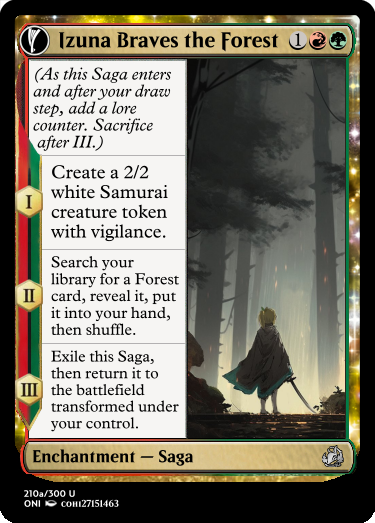 Izuna Braves the Forest 1
(As this Saga enters
and after your draw
step, add a lore
counter. Sacrifice
after III.)
I
Create a 2/2
white Samurai
creature token
with vigilance.
II
Search your
library for a Forest
card, reveal it, put
it into your hand,
then shuffle.
III
Exile this Saga,
then return it to
the battlefield
transformed under
your control.
Enchantment — Saga
210a/300 U
ONI COH127151463